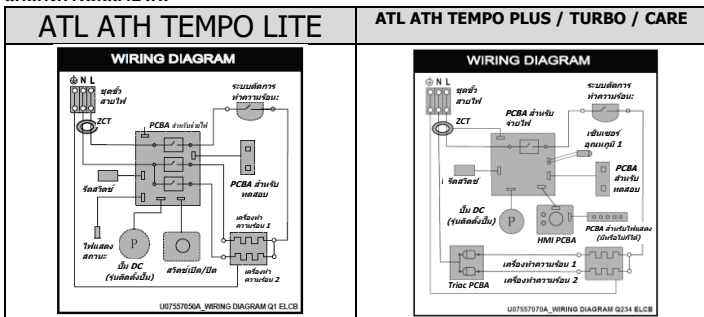 ATL ATH TEMPO LITE
ATL ATH TEMPO PLUS / TURBO / CARE
WIRING DIAGRAM
N L
ชุดขั้ว
สายไฟ
ZCT
PCBA สำหรับจ่ายไฟ
ระบบตัดการ
ทำความร้อน:
PCBA สำหรับ
ทดสอบ
รีดสวิตช์
ไฟแสดง
สถานะ
P
ปั๊ม DC
(รุ่นติดตั้งปั๊ม)
สวิตช์เปิด/ปิด
เครื่องทำ
ความร้อน 1
เครื่องทำ
ความร้อน 2
U07557050A_WIRING DIAGRAM Q1 ELCB
WIRING DIAGRAM
N L
ชุดขั้ว
สายไฟ
ZCT
PCBA สำหรับ
จ่ายไฟ
ระบบตัดการ
ทำความร้อน:
เซ็นเซอร์
อุณหภูมิ 1
PCBA
สำหรับ
ทดสอบ
รีดสวิตช์
ปั๊ม DC
(รุ่นติดตั้งปั๊ม)
P
HMI PCBA
PCBA สำหรับไฟแสดง
(มีหรือไม่ก็ได้)
เครื่องทำความร้อน 1
Triac PCBA
เครื่องทำความร้อน 2
U07557070A_WIRING DIAGRAM Q234 ELCB